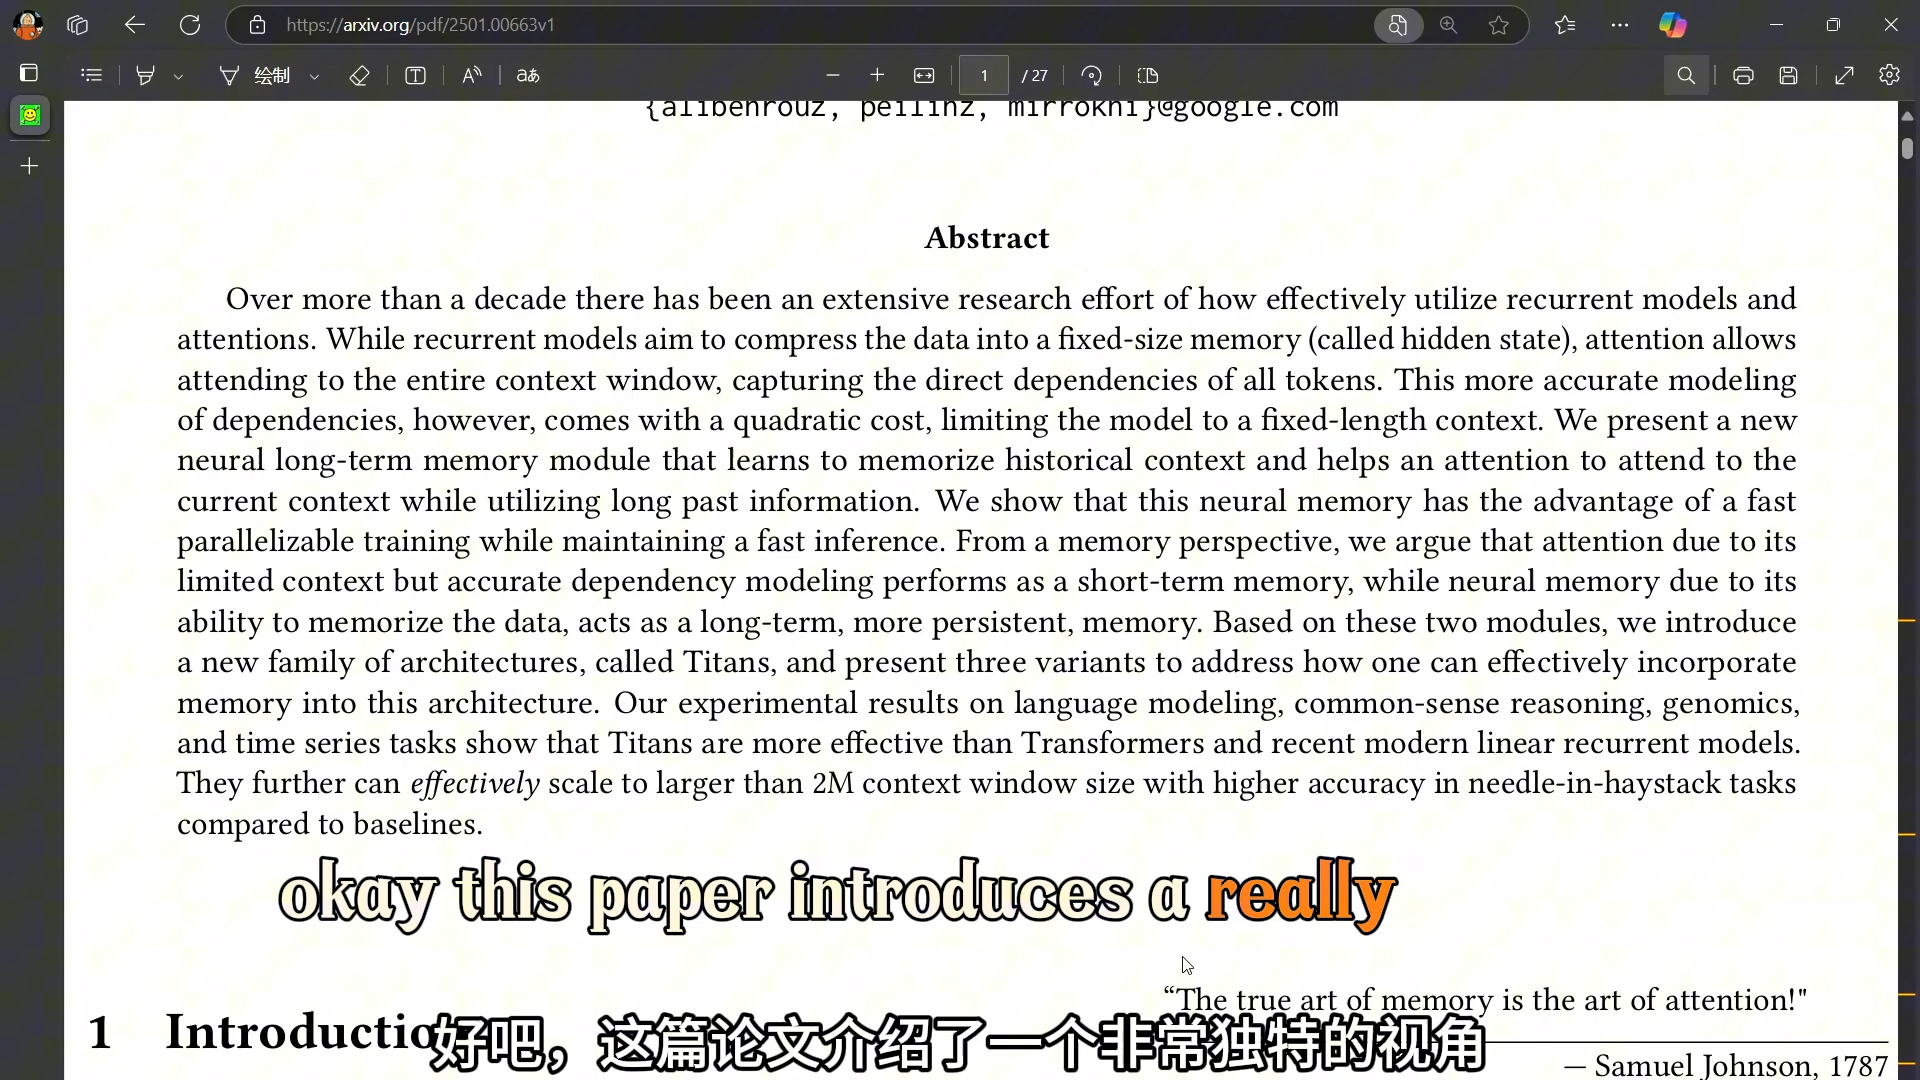 https://arxiv.org/pdf/2501.00663v1
绘制
1 / 27
{alibehrouz, peilinz, mirrokni}@google.com
Abstract
Over more than a decade there has been an extensive research effort of how effectively utilize recurrent models and
attentions. While recurrent models aim to compress the data into a fixed-size memory (called hidden state), attention allows
attending to the entire context window, capturing the direct dependencies of all tokens. This more accurate modeling
of dependencies, however, comes with a quadratic cost, limiting the model to a fixed-length context. We present a new
neural long-term memory module that learns to memorize historical context and helps an attention to attend to the
current context while utilizing long past information. We show that this neural memory has the advantage of a fast
parallelizable training while maintaining a fast inference. From a memory perspective, we argue that attention due to its
limited context but accurate dependency modeling performs as a short-term memory, while neural memory due to its
ability to memorize the data, acts as a long-term, more persistent, memory. Based on these two modules, we introduce
a new family of architectures, called Titans, and present three variants to address how one can effectively incorporate
memory into this architecture. Our experimental results on language modeling, common-sense reasoning, genomics,
and time series tasks show that Titans are more effective than Transformers and recent modern linear recurrent models.
They further can effectively scale to larger than 2M context window size with higher accuracy in needle-in-haystack tasks
compared to baselines.
okay this paper introduces a really
“The true art of memory is the art of attention!"
1 Introductio
好吧，这篇论文介绍了一个非常独特的视角
— Samuel Johnson, 1787